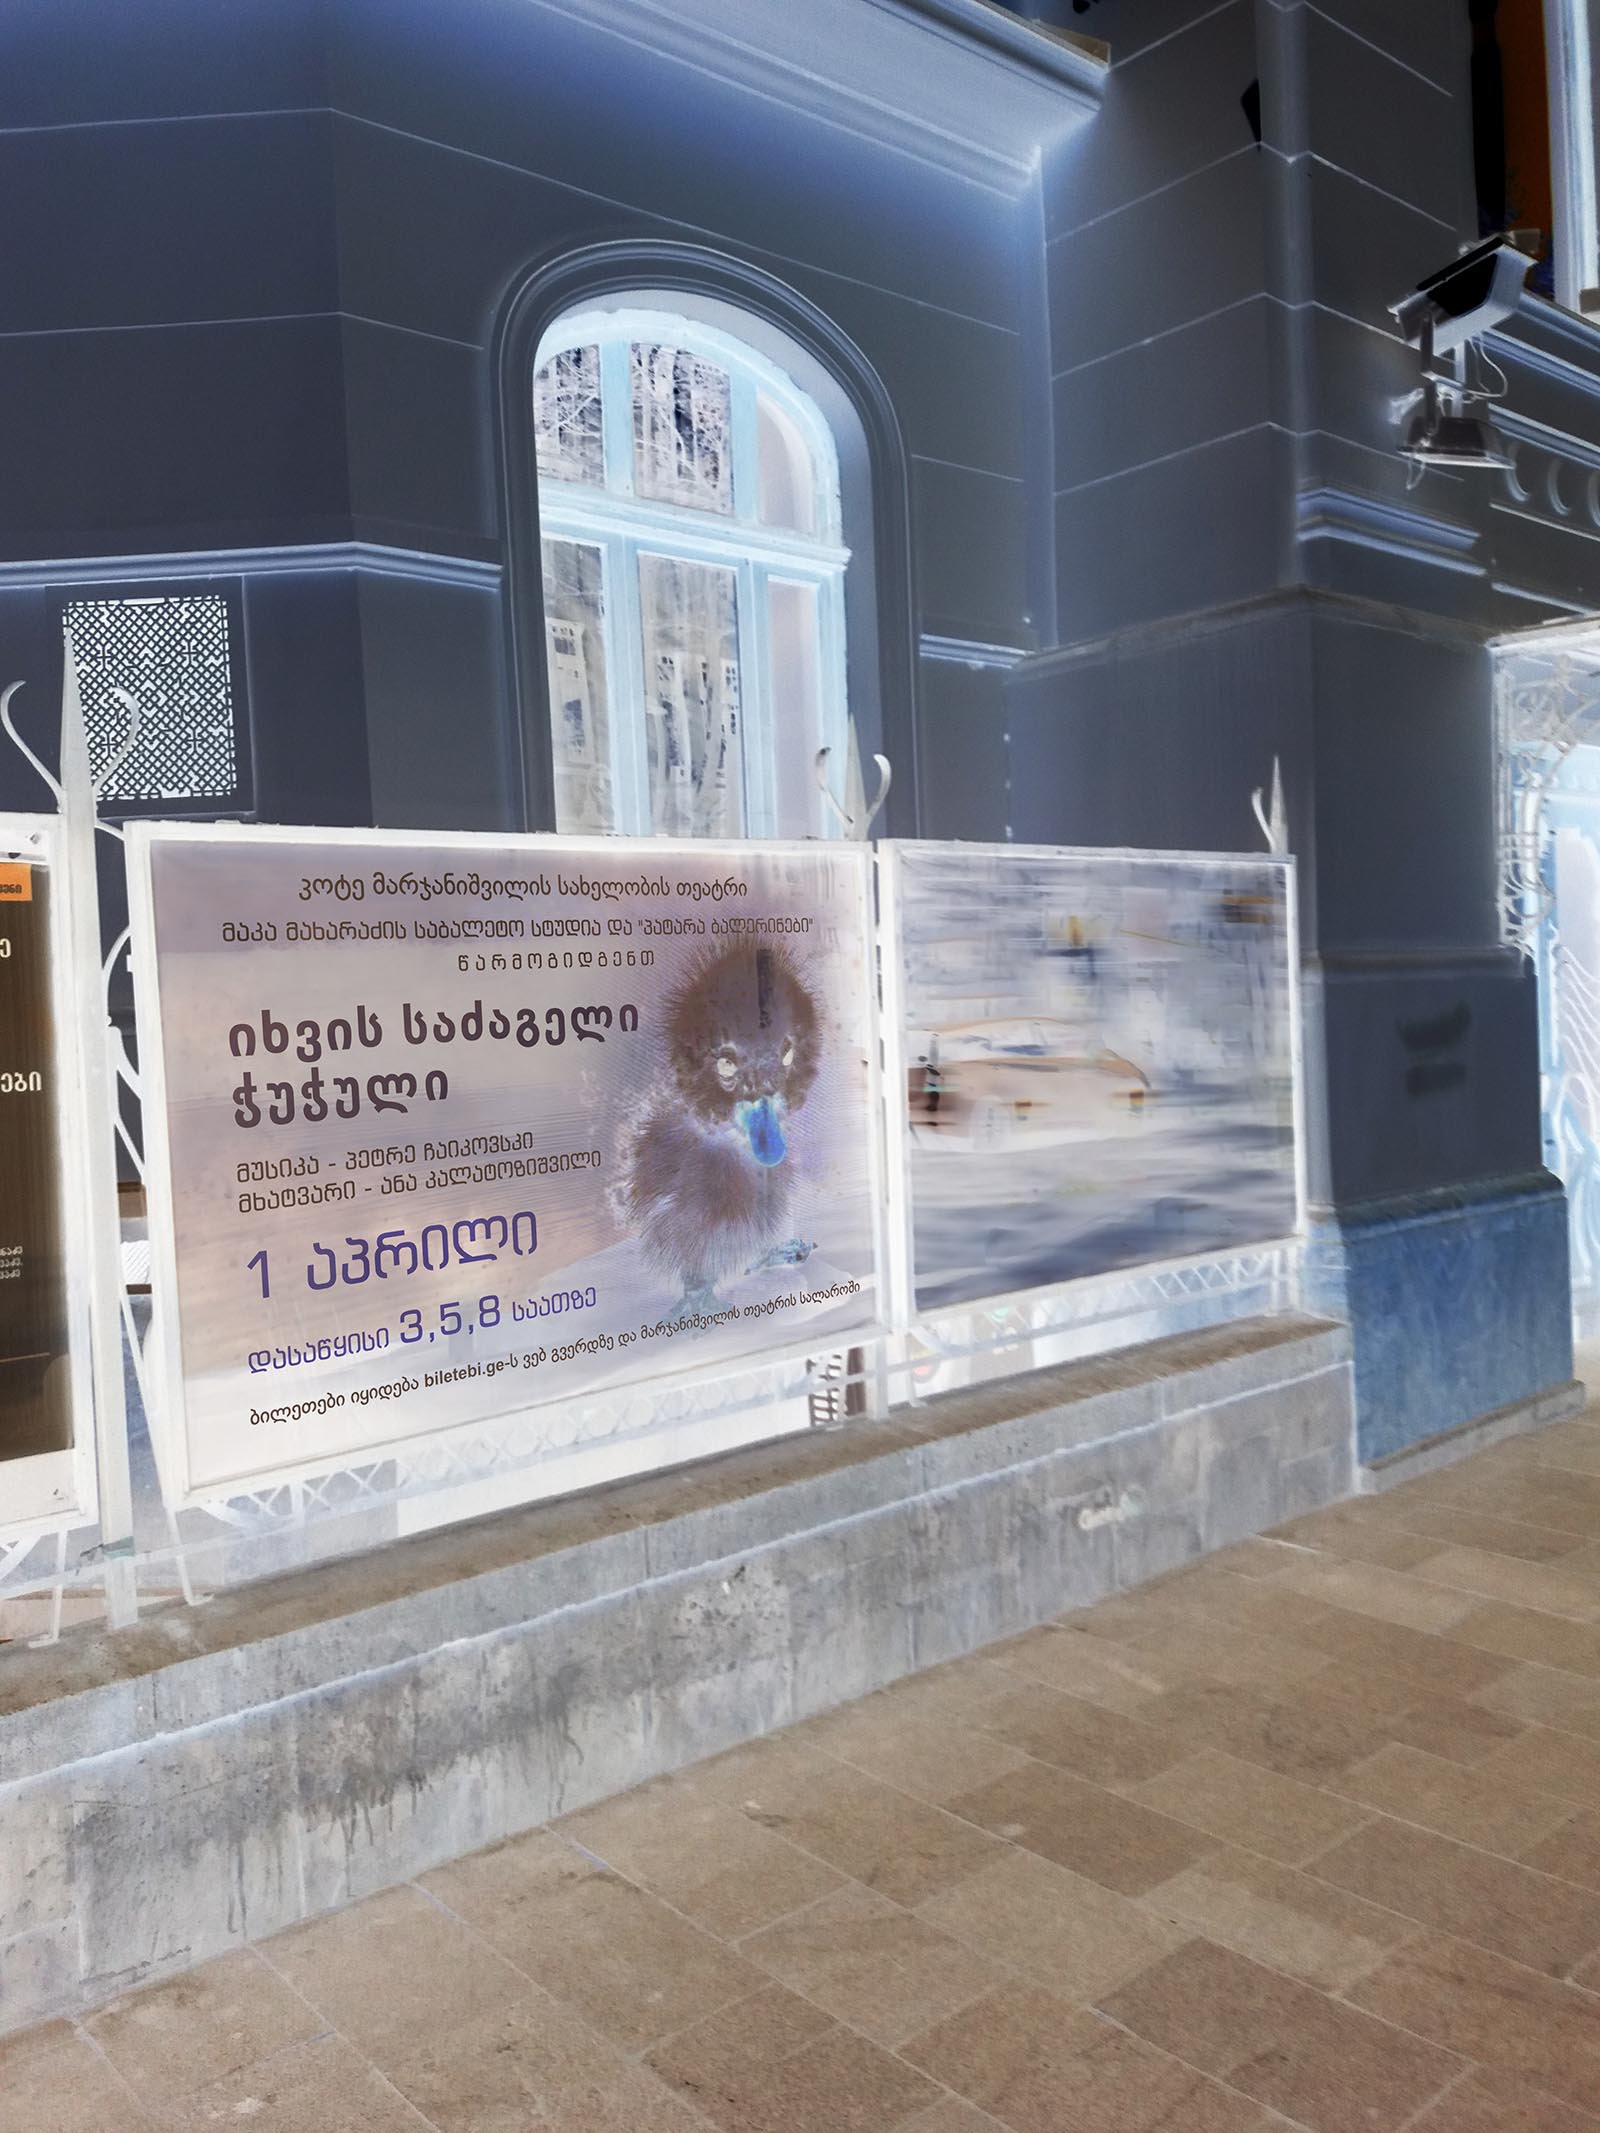 კოტე მარჯანიშვილის სახელობის თეატრი
მაკა მახარაძის საბალეტო სტუდია და "პატარა ბალერინები"
წარმოგიდგენთ
იხვის საძაგელი
ჭუჭული
მუსიკა - პეტრე ჩაიკოვსკი
მხატვარი - ანა კალატოზიშვილი
1 აპრილი
დასაწყისი 3,5,8 საათზე
ბილეთები იყიდება biletebi.ge-ს ვებ გვერდზე და მარჯანიშვილის თეატრის სალაროში